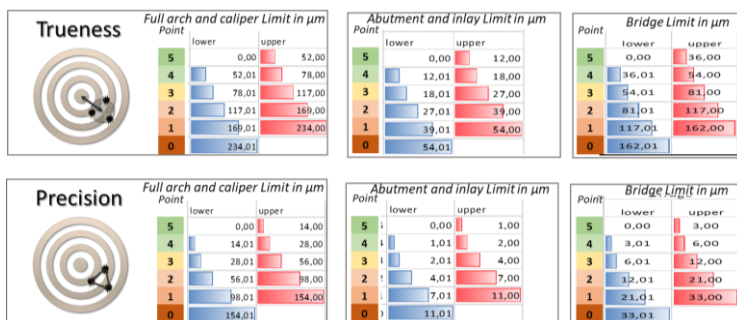 Trueness
Full arch and caliper Limit in µm
Point
lower upper
5 0,00 52,00
4 52,01 78,00
3 78,01 117,00
2 117,01 169,00
1 169,01 234,00
0 234,01
Abutment and inlay Limit in µm
Point
lower upper
5 0,00 12,00
4 12,01 18,00
3 18,01 27,00
2 27,01 39,00
1 39,01 54,00
0 54,01
Bridge Limit in µm
Point
lower upper
5 0,00 36,00
4 36,01 54,00
3 54,01 81,00
2 81,01 117,00
1 117,01 162,00
0 162,01
Precision
Full arch and caliper Limit in µm
Point
lower upper
5 0,00 14,00
4 14,01 28,00
3 28,01 56,00
2 56,01 98,00
1 98,01 154,00
0 154,01
Abutment and inlay Limit in µm
Point
lower upper
5 0,00 1,00
4 1,01 2,00
3 2,01 4,00
2 4,01 7,00
1 7,01 11,00
0 11,01
Bridge Limit in µm
Point
lower upper
5 0,00 3,00
4 3,01 6,00
3 6,01 12,00
2 12,01 21,00
1 21,01 33,00
0 33,01